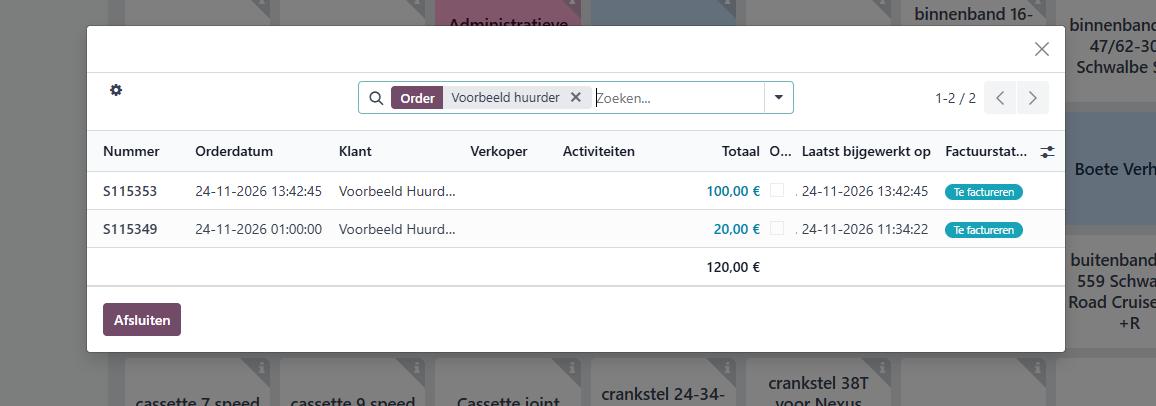 Administratieve
binnenband 16-
binnenband
47/62-30
Schwalbe S
Order Voorbeeld huurder Zoeken...
1-2 / 2
Nummer Orderdatum Klant Verkoper Activiteiten Totaal O... Laatst bijgewerkt op Factuurstat...
S115353 24-11-2026 13:42:45 Voorbeeld Huurd... 100,00 € 24-11-2026 13:42:45 Te factureren
S115349 24-11-2026 01:00:00 Voorbeeld Huurd... 20,00 € 24-11-2026 11:34:22 Te factureren
120,00 €
Boete Verh
Afsluiten
buitenband
559 Schwa
Road Cruise
+R
cassette 7 speed
cassette 9 speed
Cassette joint
crankstel 24-34-
crankstel 38T
voor Nexus